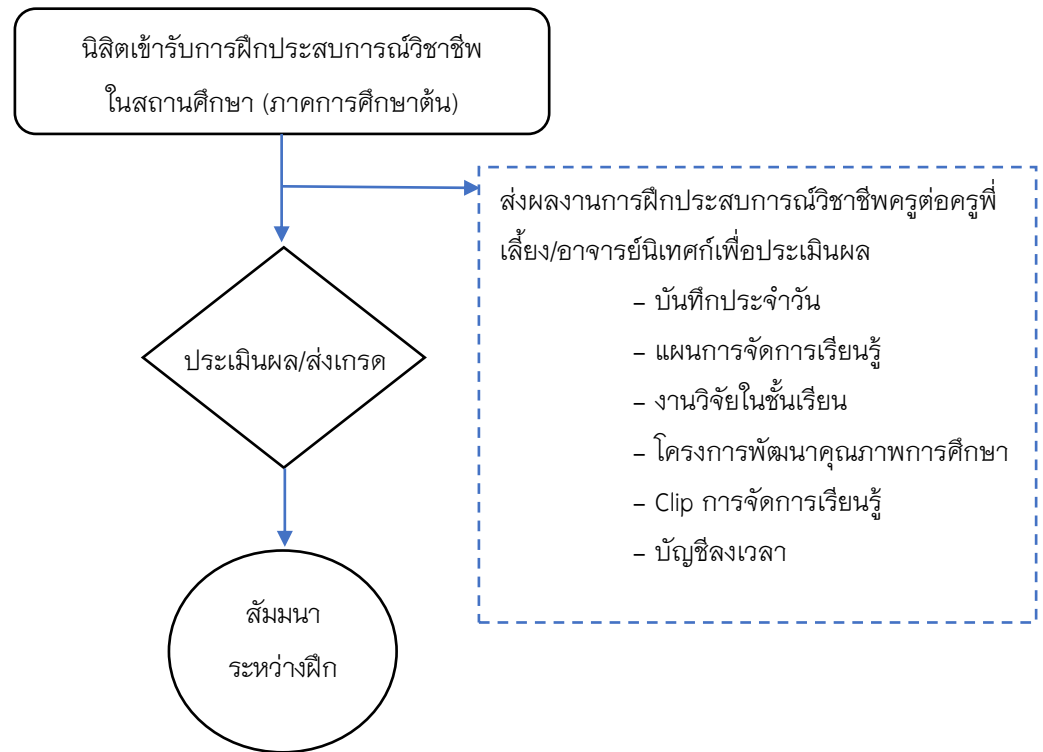 นิสิตเข้ารับการฝึกประสบการณ์วิชาชีพ
ในสถานศึกษา (ภาคการศึกษาต้น)
ส่งผลงานการฝึกประสบการณ์วิชาชีพครูต่อครูพี่
เลี้ยง/อาจารย์นิเทศก์เพื่อประเมินผล
– บันทึกประจำวัน
– แผนการจัดการเรียนรู้
– งานวิจัยในชั้นเรียน
– โครงการพัฒนาคุณภาพการศึกษา
– Clip การจัดการเรียนรู้
– บัญชีลงเวลา
ประเมินผล/ส่งเกรด
สัมมนา
ระหว่างฝึก